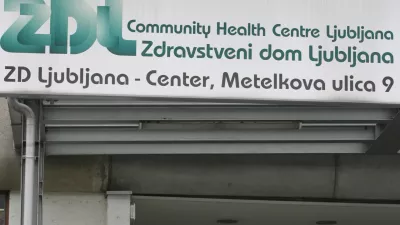 ZDL
Community Health Centre Ljubljana
Zdravstveni dom Ljubljana
ZD Ljubljana - Center, Metelkova ulica 9